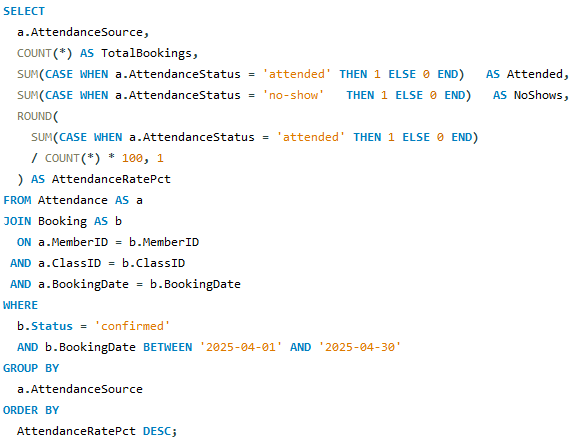 SELECT
  a.AttendanceSource,
  COUNT(*) AS TotalBookings,
  SUM(CASE WHEN a.AttendanceStatus = 'attended' THEN 1 ELSE 0 END)   AS Attended,
  SUM(CASE WHEN a.AttendanceStatus = 'no-show'   THEN 1 ELSE 0 END)   AS NoShows,
  ROUND(
    SUM(CASE WHEN a.AttendanceStatus = 'attended' THEN 1 ELSE 0 END)
    / COUNT(*) * 100, 1
  ) AS AttendanceRatePct
FROM Attendance AS a
JOIN Booking AS b
  ON a.MemberID = b.MemberID
 AND a.ClassID = b.ClassID
 AND a.BookingDate = b.BookingDate
WHERE
  b.Status = 'confirmed'
  AND b.BookingDate BETWEEN '2025-04-01' AND '2025-04-30'
GROUP BY
  a.AttendanceSource
ORDER BY
  AttendanceRatePct DESC;